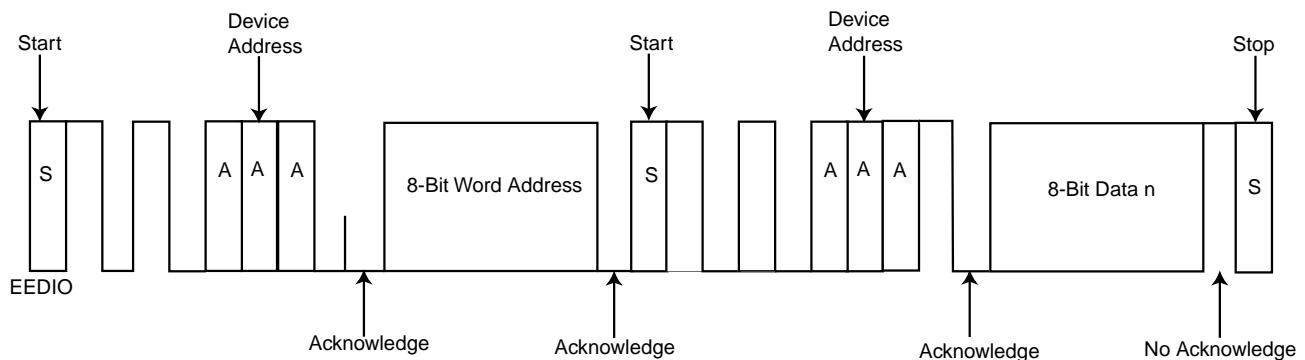 Start
Device
Address
Start
Device
Address
Stop
S
A
A
A
8-Bit Word Address
S
A
A
A
8-Bit Data n
S
EEDIO
Acknowledge
Acknowledge
Acknowledge
No Acknowledge